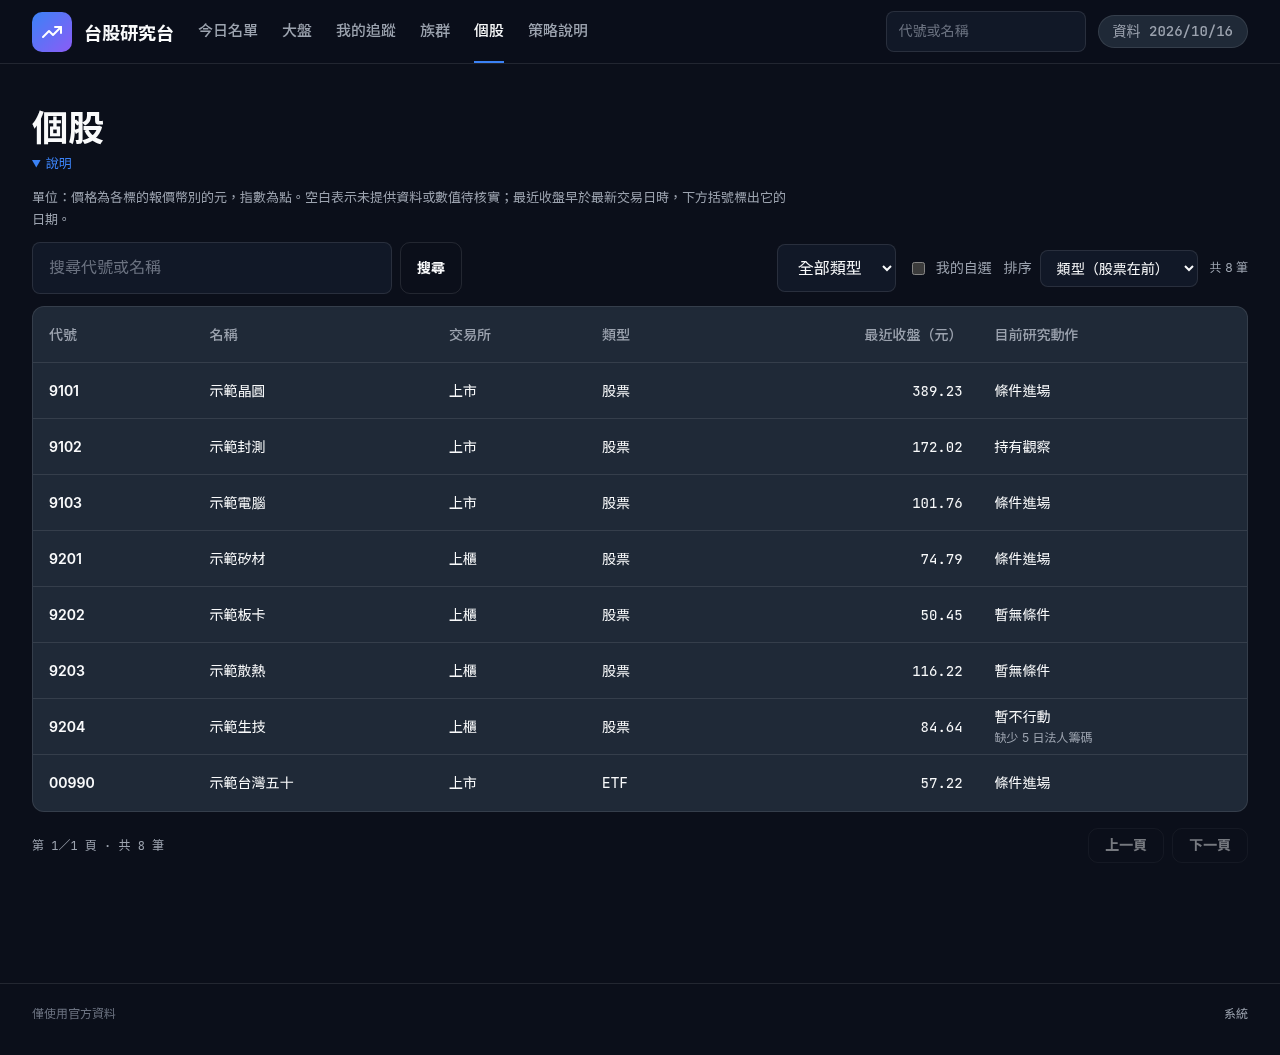 台股研究台 今日名單 大盤 我的追蹤 族群 個股 策略說明 代號或名稱 資料 2026/10/16
個股
▼ 說明
單位：價格為各標的報價幣別的元，指數為點。空白表示未提供資料或數值待核實；最近收盤早於最新交易日時，下方括號標出它的
日期。
搜尋代號或名稱 搜尋 全部類型 我的自選 排序 類型（股票在前） 共 8 筆
代號 名稱 交易所 類型 最近收盤（元） 目前研究動作
9101 示範晶圓 上市 股票 389.23 條件進場
9102 示範封測 上市 股票 172.02 持有觀察
9103 示範電腦 上市 股票 101.76 條件進場
9201 示範矽材 上櫃 股票 74.79 條件進場
9202 示範板卡 上櫃 股票 50.45 暫無條件
9203 示範散熱 上櫃 股票 116.22 暫無條件
9204 示範生技 上櫃 股票 84.64 暫不行動
缺少 5 日法人籌碼
00990 示範台灣五十 上市 ETF 57.22 條件進場
第 1／1 頁 · 共 8 筆 上一頁 下一頁
僅使用官方資料 系統